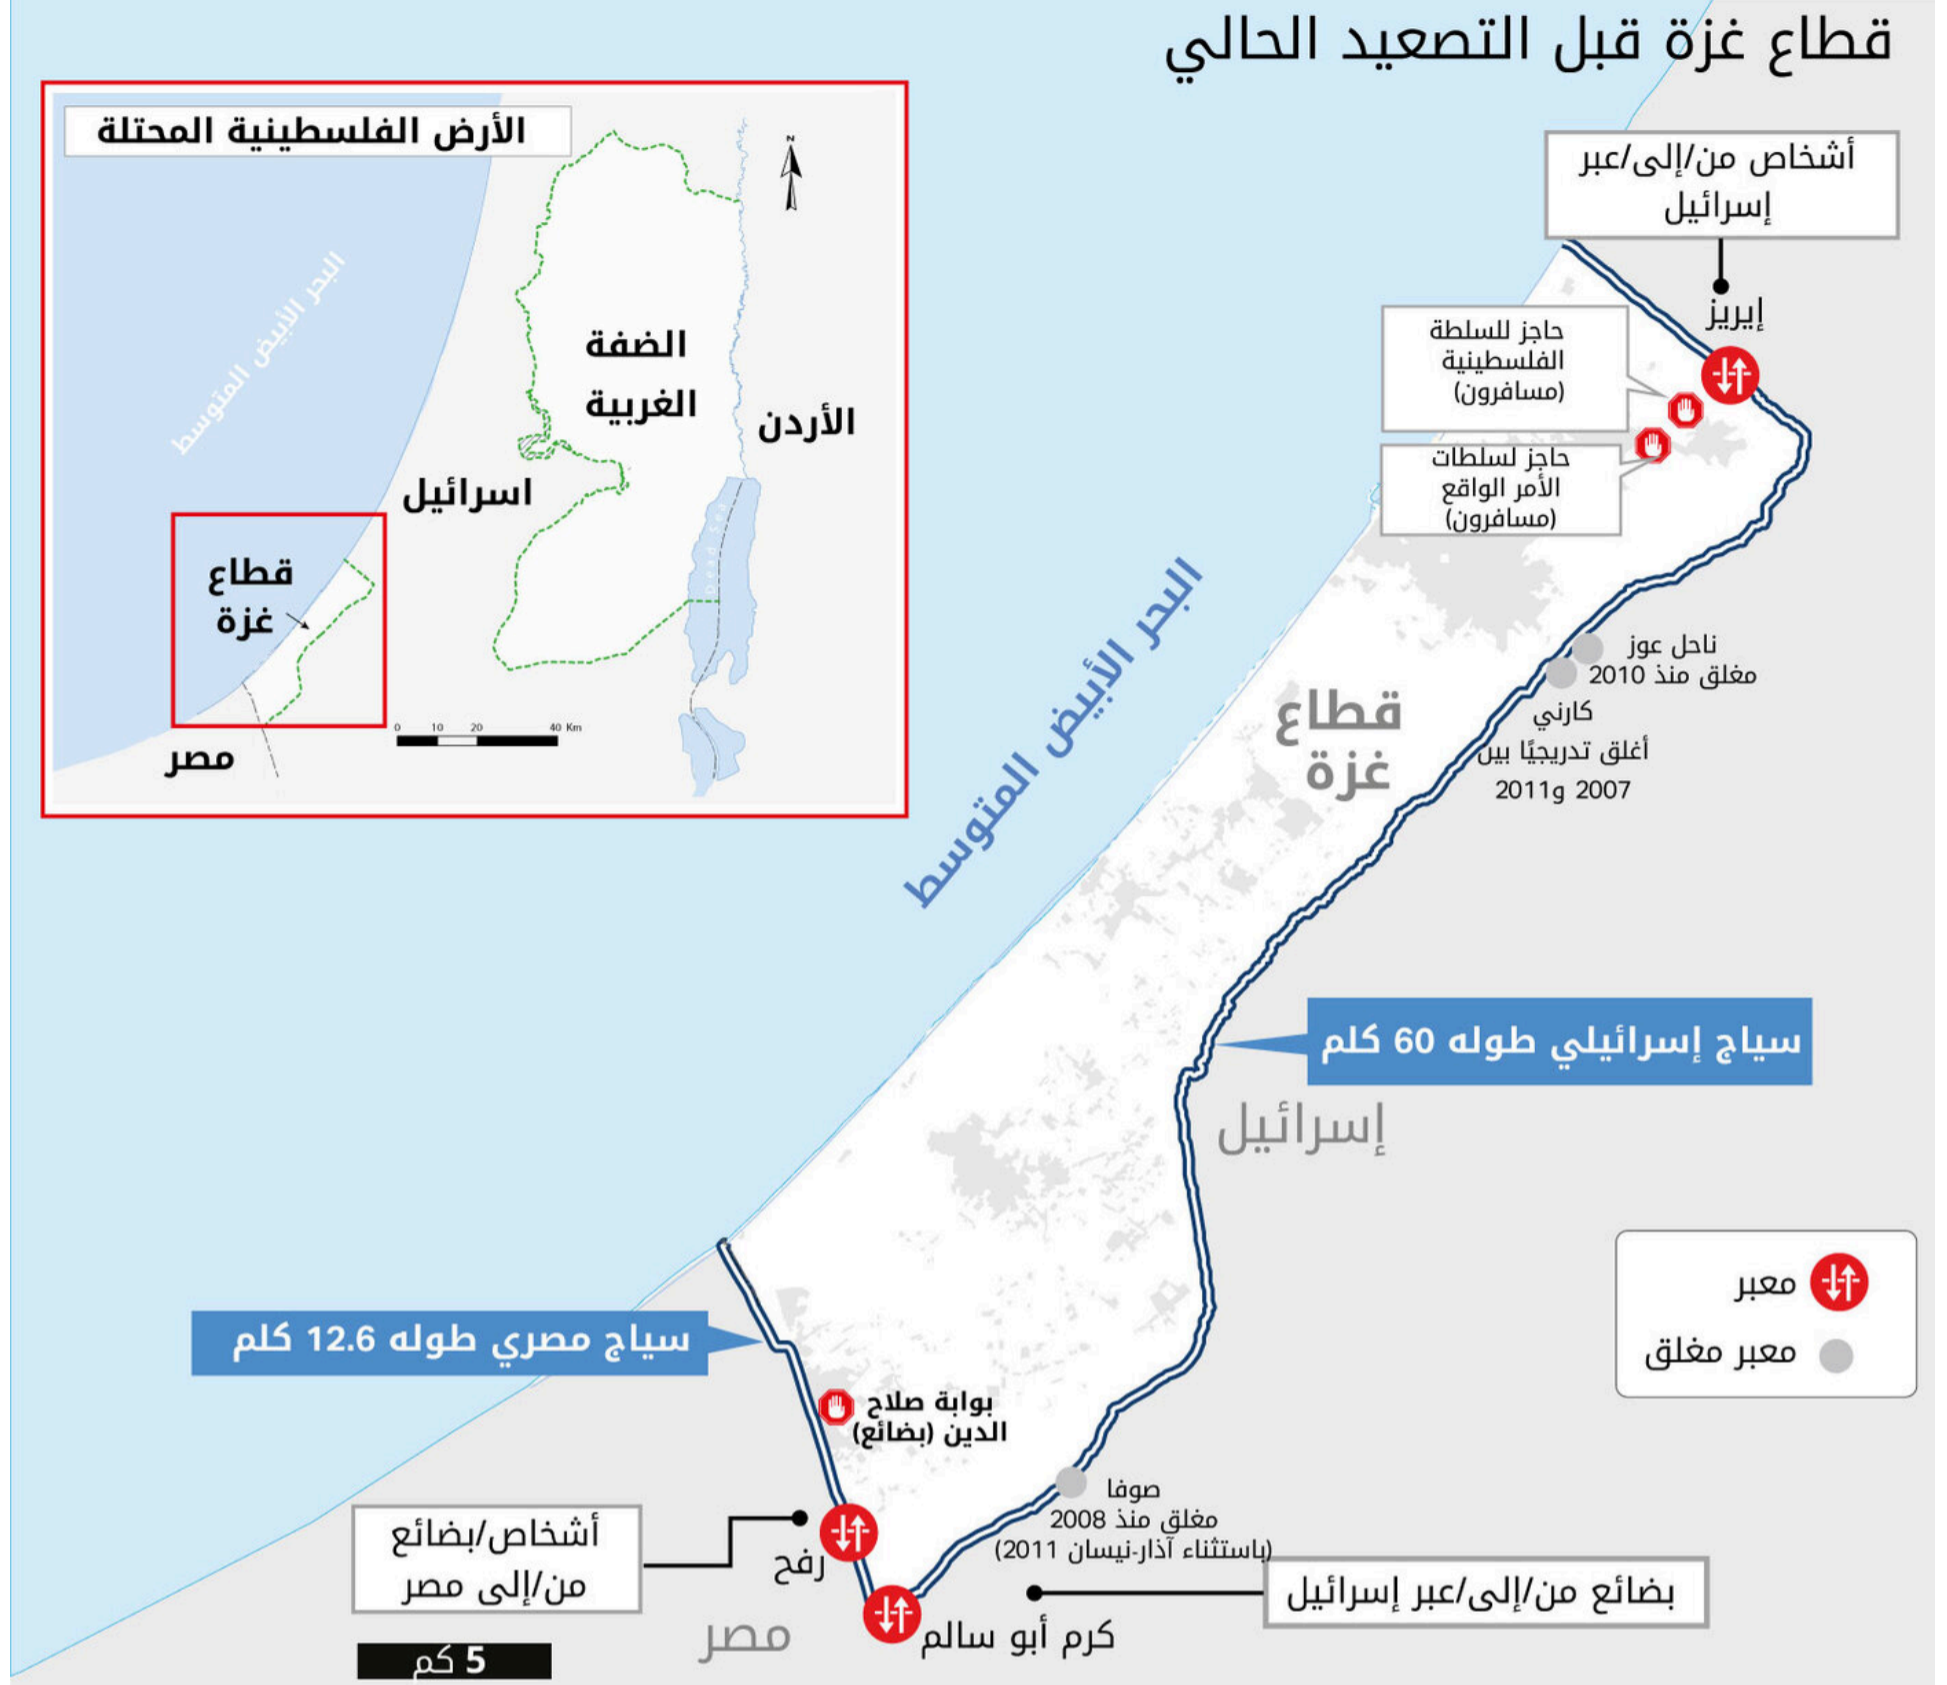 قطاع غزة قبل التصعيد الحالي
الأرض الفلسطينية المحتلة
N
البحر الأبيض المتوسط
الضفة
الغربية
الأردن
اسرائيل
Dead Sea
قطاع
غزة
مصر
0 10 20 40 Km
أشخاص من/إلى/عبر
إسرائيل
إيريز
حاجز للسلطة
الفلسطينية
(مسافرون)
حاجز لسلطات
الأمر الواقع
(مسافرون)
البحر الأبيض المتوسط
ناحل عوز
مغلق منذ 2010
كارني
أغلق تدريجيًا بين
2007 و2011
قطاع
غزة
سياج إسرائيلي طوله 60 كلم
إسرائيل
معبر
معبر مغلق
سياج مصري طوله 12.6 كلم
بوابة صلاح
الدين (بضائع)
صوفا
مغلق منذ 2008
(باستثناء آذار-نيسان 2011)
أشخاص/بضائع
من/إلى مصر
رفح
بضائع من/إلى/عبر إسرائيل
كرم أبو سالم
مصر
5 كم